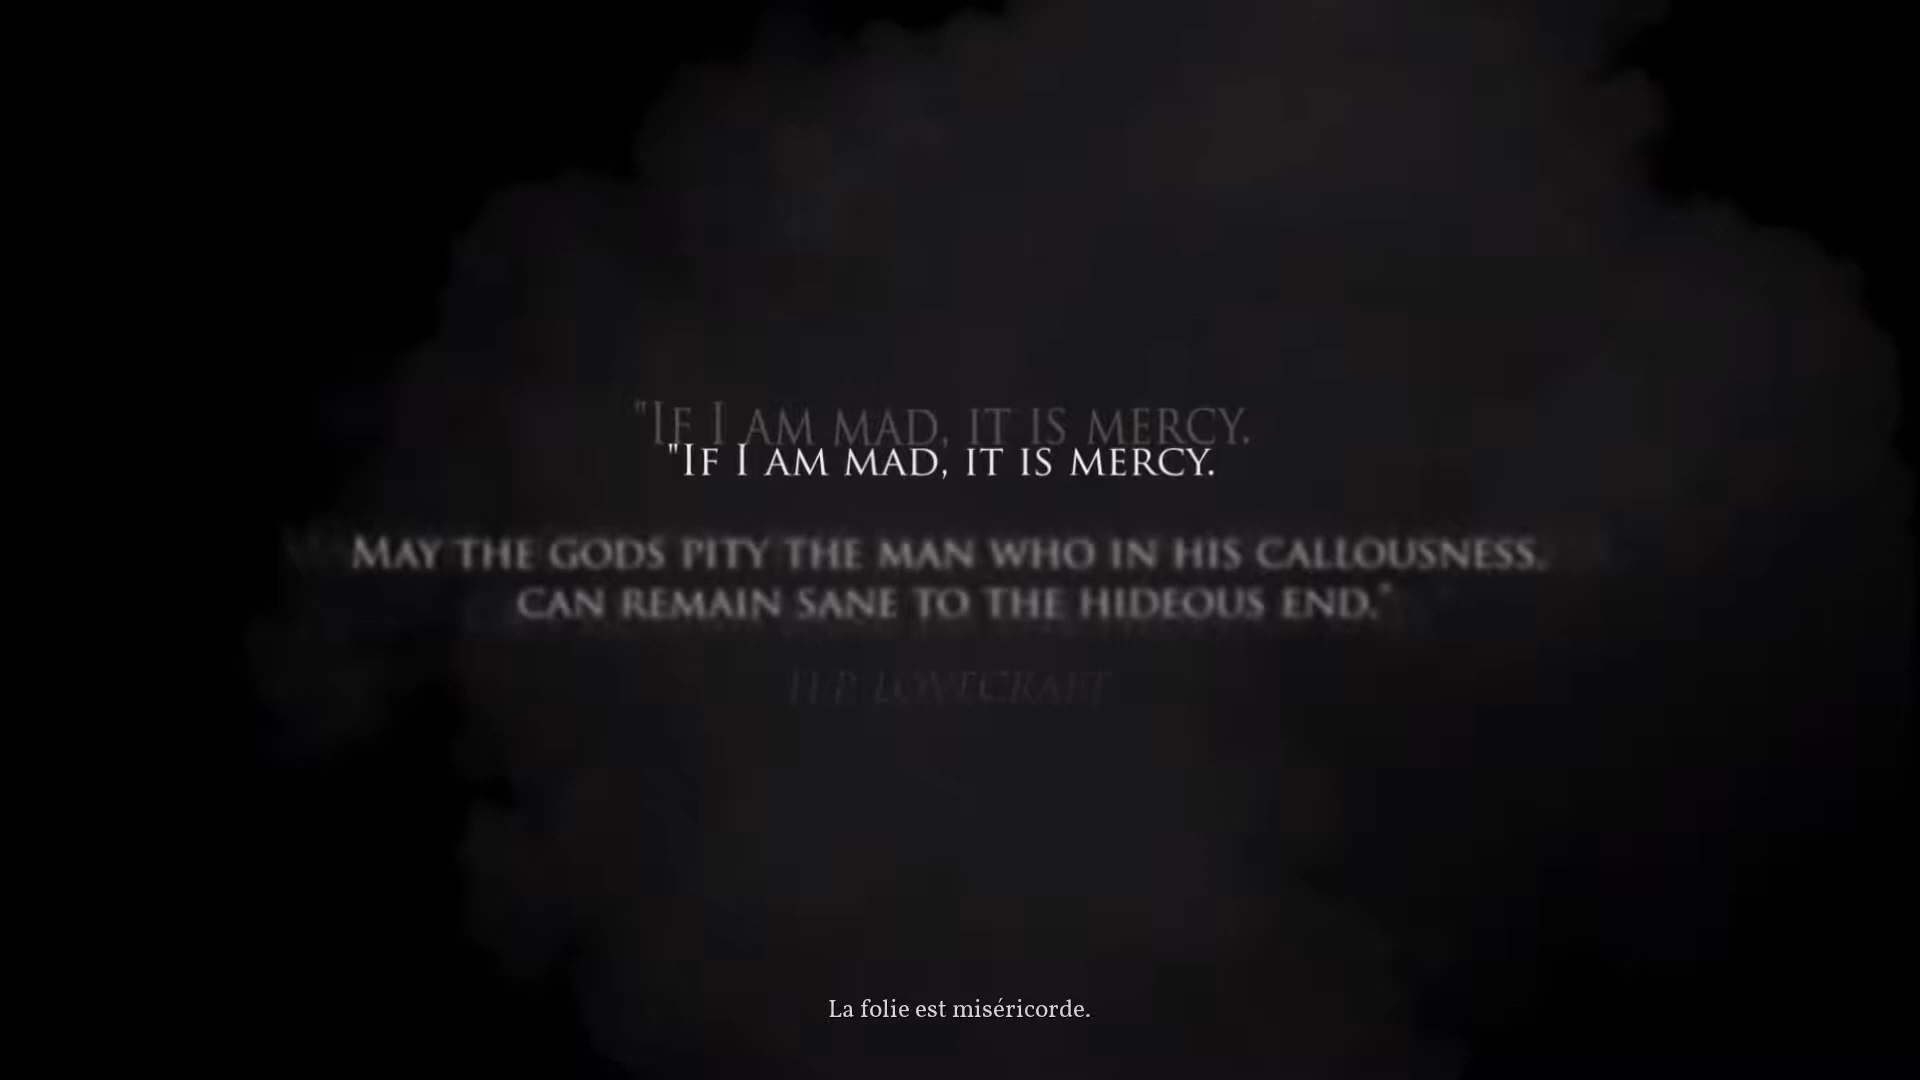 "If I am mad, it is mercy.
"If I am mad, it is mercy.
May the gods pity the man who in his callousness,
can remain sane to the hideous end."
H.P. Lovecraft
La folie est miséricorde.